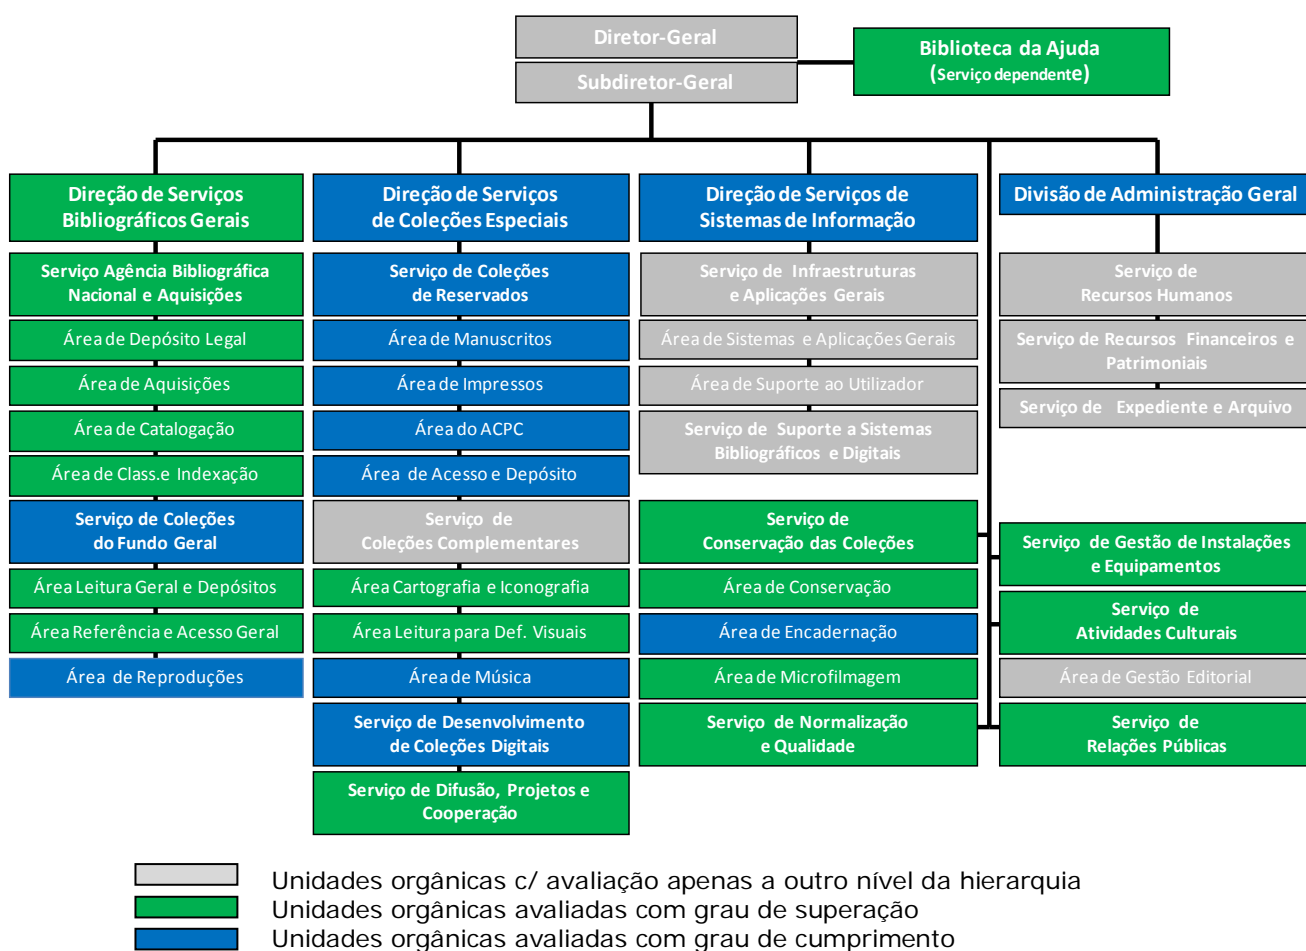 Diretor-Geral
Subdiretor-Geral
Biblioteca da Ajuda
(Serviço dependente)
Direção de Serviços
Bibliográficos Gerais
Serviço Agência Bibliográfica
Nacional e Aquisições
Área de Depósito Legal
Área de Aquisições
Área de Catalogação
Área de Class.e Indexação
Serviço de Coleções
do Fundo Geral
Área Leitura Geral e Depósitos
Área Referência e Acesso Geral
Área de Reproduções
Direção de Serviços
de Coleções Especiais
Serviço de Coleções
de Reservados
Área de Manuscritos
Área de Impressos
Área do ACPC
Área de Acesso e Depósito
Serviço de
Coleções Complementares
Área Cartografia e Iconografia
Área Leitura para Def. Visuais
Área de Música
Serviço de Desenvolvimento
de Coleções Digitais
Serviço de Difusão, Projetos e
Cooperação
Direção de Serviços de
Sistemas de Informação
Serviço de Infraestruturas
e Aplicações Gerais
Área de Sistemas e Aplicações Gerais
Área de Suporte ao Utilizador
Serviço de Suporte a Sistemas
Bibliográficos e Digitais
Serviço de
Conservação das Coleções
Área de Conservação
Área de Encadernação
Área de Microfilmagem
Serviço de Normalização
e Qualidade
Divisão de Administração Geral
Serviço de
Recursos Humanos
Serviço de Recursos Financeiros e
Patrimoniais
Serviço de Expediente e Arquivo
Serviço de Gestão de Instalações
e Equipamentos
Serviço de
Atividades Culturais
Área de Gestão Editorial
Serviço de
Relações Públicas
Unidades orgânicas c/ avaliação apenas a outro nível da hierarquia
Unidades orgânicas avaliadas com grau de superação
Unidades orgânicas avaliadas com grau de cumprimento